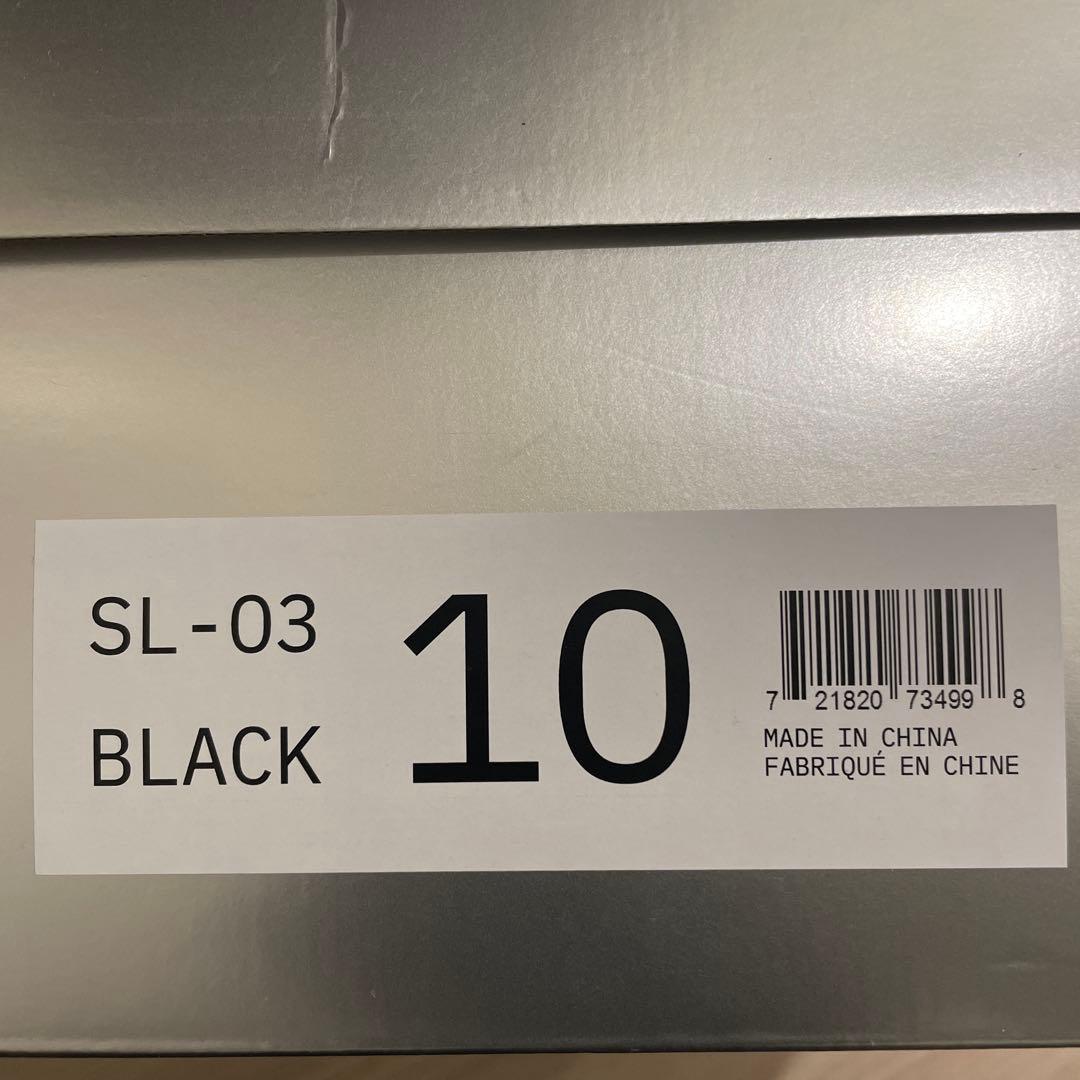 SL-03
BLACK
10
7 21820 73499 8
MADE IN CHINA
FABRIQUÉ EN CHINE